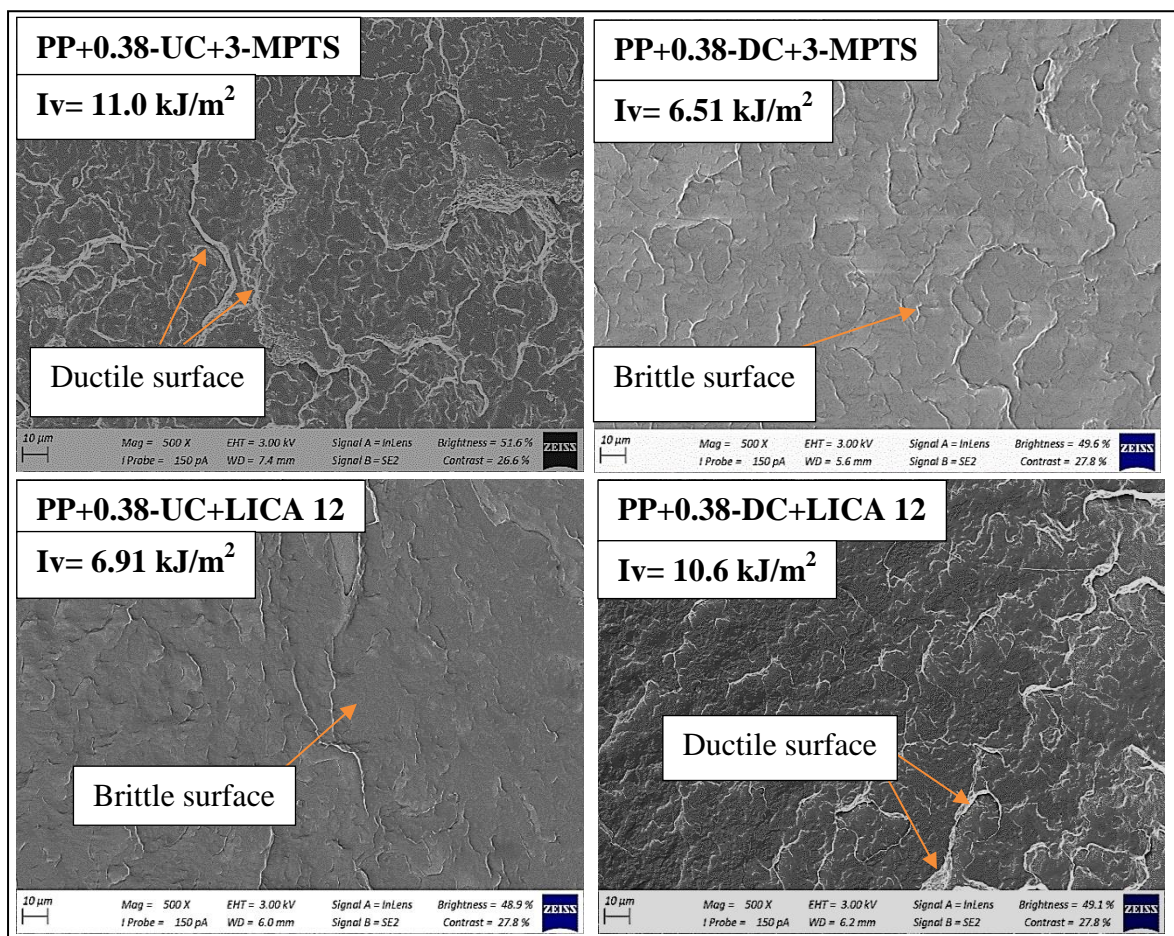 PP+0.38-UC+3-MPTS
Iv= 11.0 kJ/m²
Ductile surface
10 µm
Mag = 500 X EHT = 3.00 kV Signal A = InLens Brightness = 51.6 %
I Probe = 150 pA WD = 7.4 mm Signal B = SE2 Contrast = 26.6 %
ZEISS
PP+0.38-DC+3-MPTS
Iv= 6.51 kJ/m²
Brittle surface
10 µm
Mag = 500 X EHT = 3.00 kV Signal A = InLens Brightness = 49.6 %
I Probe = 150 pA WD = 5.6 mm Signal B = SE2 Contrast = 27.8 %
ZEISS
PP+0.38-UC+LICA 12
Iv= 6.91 kJ/m²
Brittle surface
10 µm
Mag = 500 X EHT = 3.00 kV Signal A = InLens Brightness = 48.9 %
I Probe = 150 pA WD = 6.0 mm Signal B = SE2 Contrast = 27.8 %
ZEISS
PP+0.38-DC+LICA 12
Iv= 10.6 kJ/m²
Ductile surface
10 µm
Mag = 500 X EHT = 3.00 kV Signal A = InLens Brightness = 49.1 %
I Probe = 150 pA WD = 6.2 mm Signal B = SE2 Contrast = 27.8 %
ZEISS